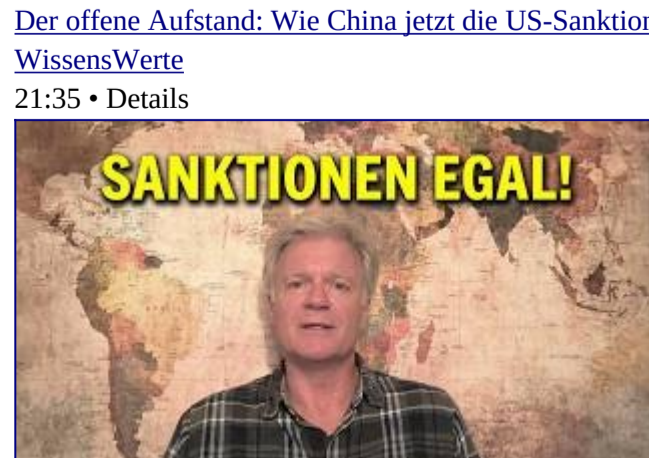 Der offene Aufstand: Wie China jetzt die US-Sanktion
WissensWerte
21:35 • Details
SANKTIONEN EGAL!